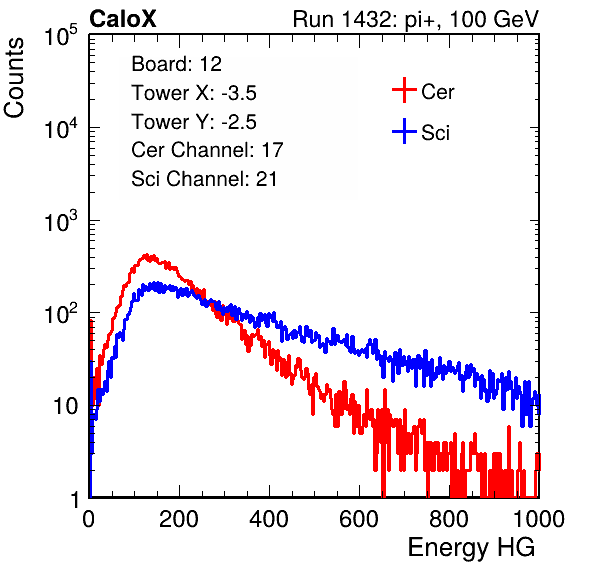 CaloX Run 1432: pi+, 100 GeV
Counts
Board: 12
Tower X: -3.5
Tower Y: -2.5
Cer Channel: 17
Sci Channel: 21
Cer
Sci
10^5
10^4
10^3
10^2
10
1
0 200 400 600 800 1000
Energy HG